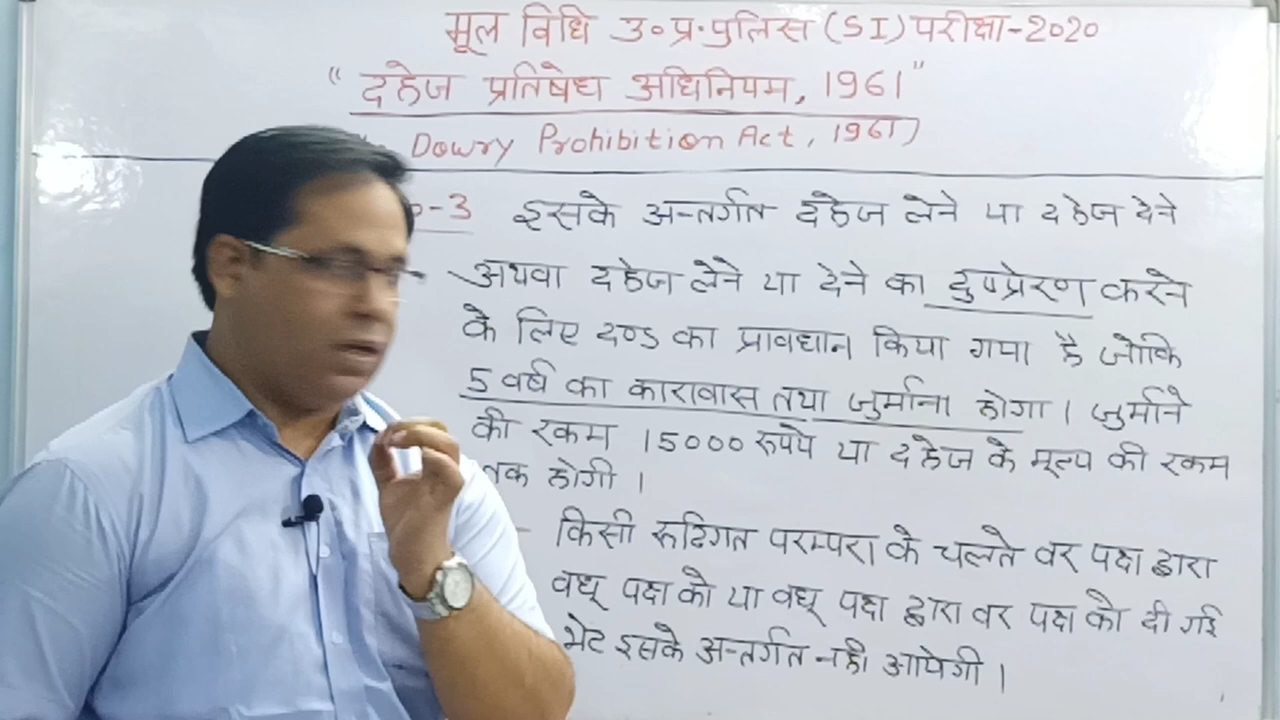 मूल विधि उ॰प्र॰पुलिस (SI) परीक्षा-2020
"दहेज प्रतिषेध अधिनियम, 1961"
Dowry Prohibition Act, 1961)
-3 इसके अन्तर्गत दहेज लेने या दहेज देने
अथवा दहेज लेने या देने का दुष्प्रेरण करने
के लिए दण्ड का प्रावधान किया गया है जोकि
5 वर्ष का कारावास तथा जुर्माना होगा। जुर्माने
की रकम 15000 रूपये या दहेज के मूल्य की रकम
तक होगी।
- किसी रूढिगत परम्परा के चलते वर पक्ष द्वारा
वधू पक्ष को या वधू पक्ष द्वारा वर पक्ष को दी गई
भेंट इसके अन्तर्गत नही आयेगी।